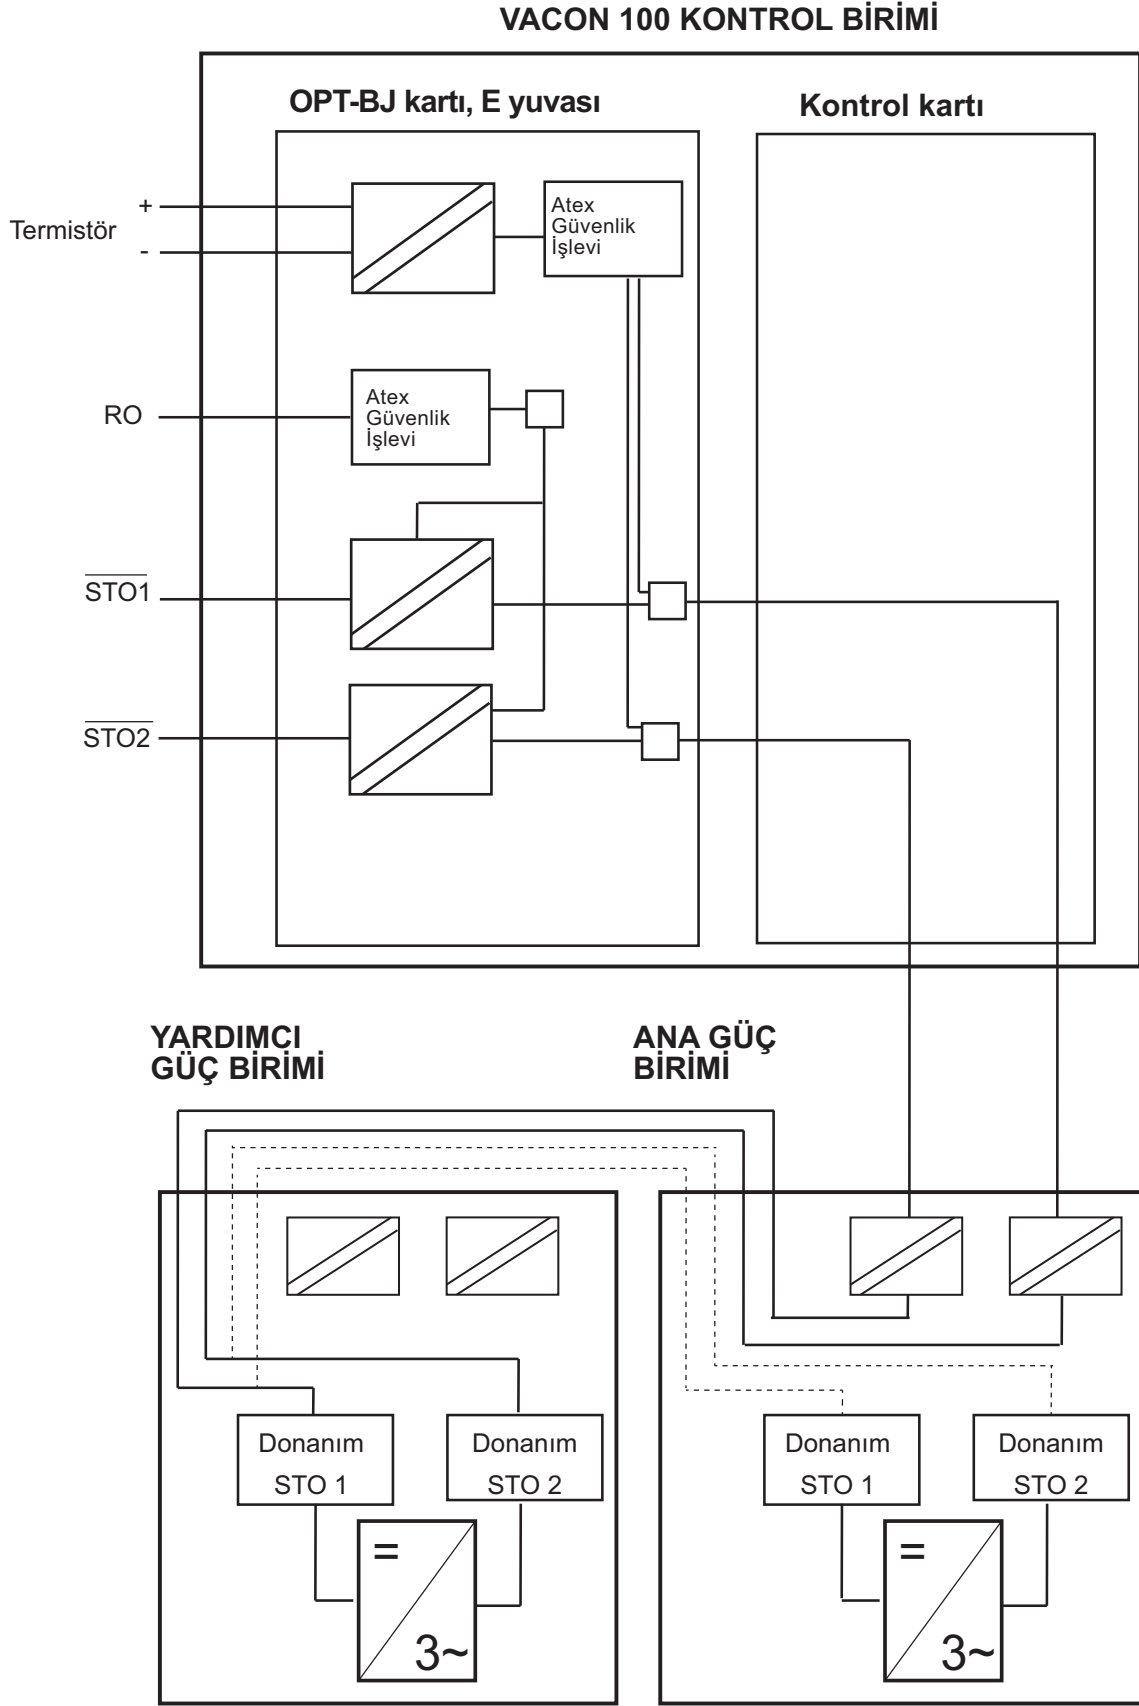 VACON 100 KONTROL BİRİMİ
OPT-BJ kartı, E yuvası
Kontrol kartı
Termistör
+
-
Atex
Güvenlik
İşlevi
RO
Atex
Güvenlik
İşlevi
STO1
STO2
YARDIMCI
GÜÇ BİRİMİ
ANA GÜÇ
BİRİMİ
Donanım
STO 1
Donanım
STO 2
Donanım
STO 1
Donanım
STO 2
=
3~
=
3~